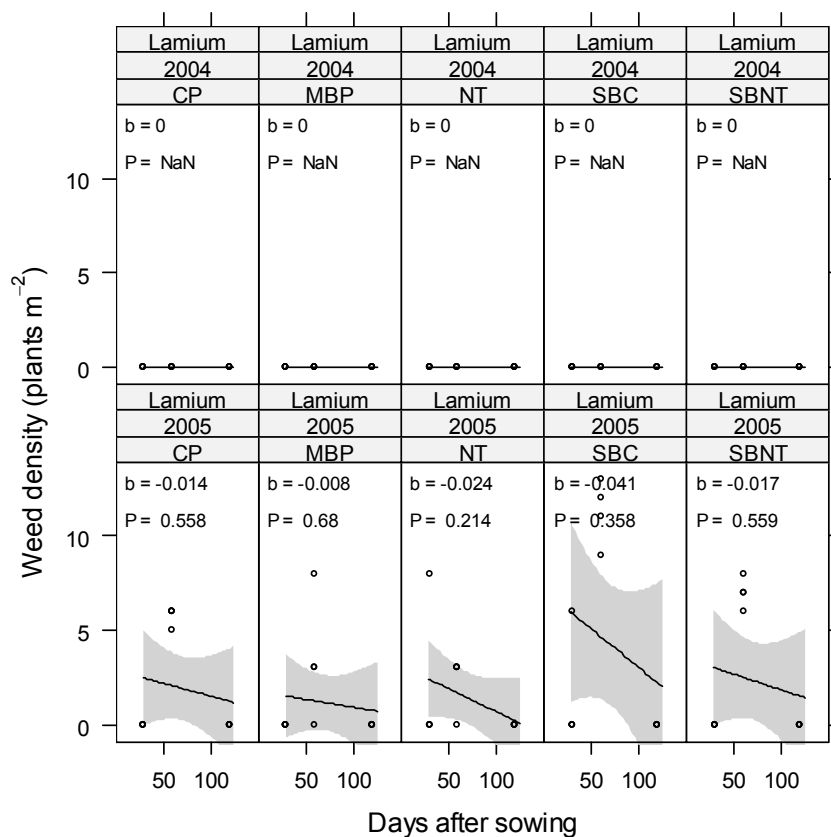 Lamium Lamium Lamium Lamium Lamium
2004 2004 2004 2004 2004
CP MBP NT SBC SBNT
b = 0 b = 0 b = 0 b = 0 b = 0
P = NaN P = NaN P = NaN P = NaN P = NaN
10
5
0
Lamium Lamium Lamium Lamium Lamium
2005 2005 2005 2005 2005
CP MBP NT SBC SBNT
b = -0.014 b = -0.008 b = -0.024 b = -0.041 b = -0.017
P = 0.558 P = 0.68 P = 0.214 P = 0.358 P = 0.559
10
5
0
50 100 50 100 50 100 50 100 50 100
Days after sowing
Weed density (plants m⁻²)